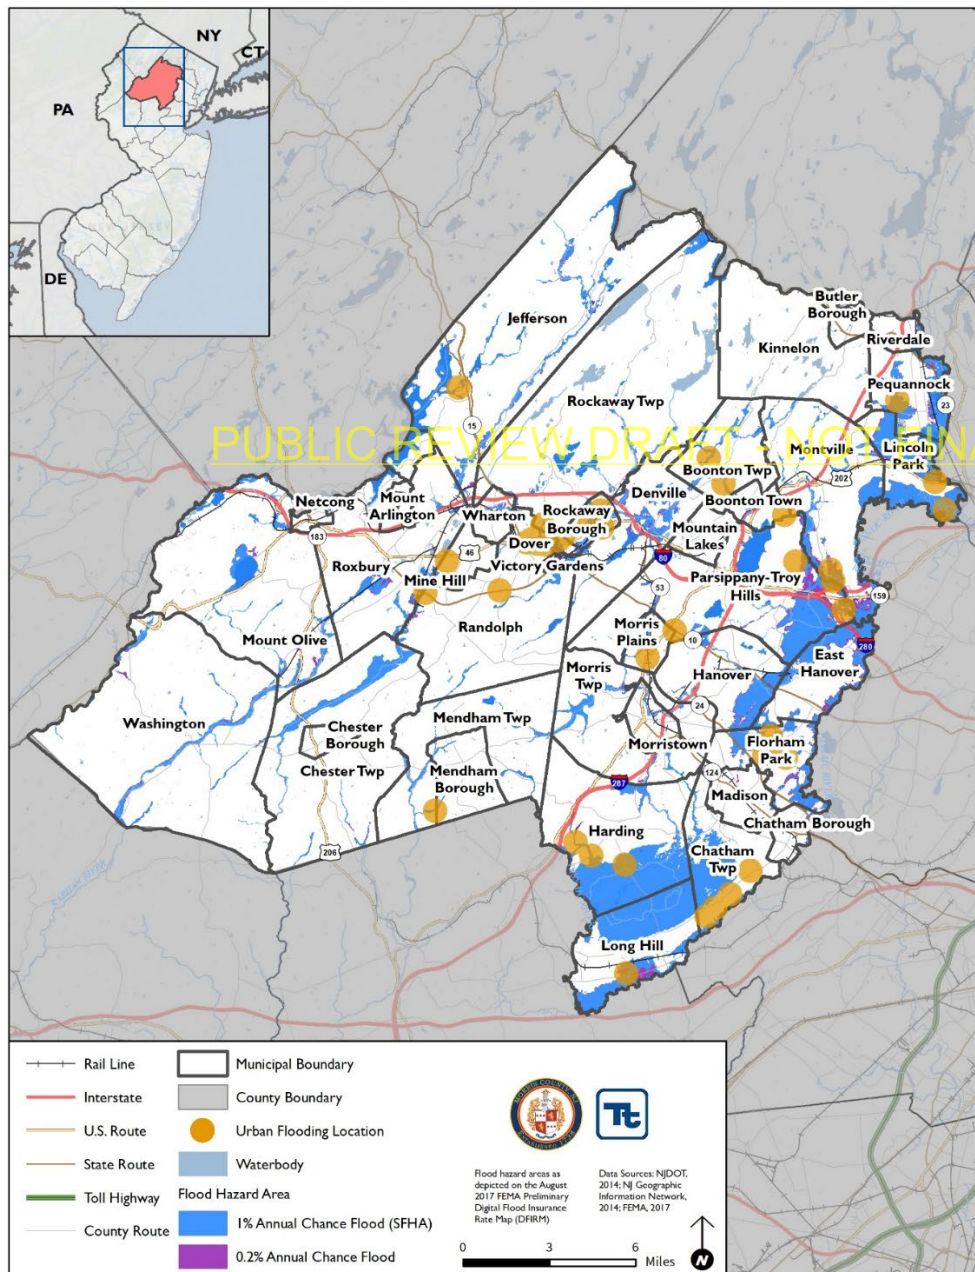 NY
CT
PA
DE
Jefferson
Butler
Borough
Riverdale
Kinnelon
Pequannock
23
Rockaway Twp
15
PUBLIC REVIEW DRAFT - NOT FINA
Montville
Lincoln
Park
Boonton Twp
202
Netcong
Mount
Arlington
Denville
Boonton Town
Wharton
Rockaway
Borough
183
Mountain
Lakes
Dover
46
80
Roxbury
Victory Gardens
Mine Hill
Parsippany-Troy
Hills
53
159
Randolph
Morris
Plains
10
280
Mount Olive
East
Hanover
Hanover
Morris
Twp
24
Washington
Mendham Twp
Chester
Borough
Morristown
Florham
Park
Chester Twp
Mendham
Borough
124
287
Madison
Chatham Borough
Harding
206
Chatham
Twp
Long Hill
Rail Line
Interstate
U.S. Route
State Route
Toll Highway
County Route
Municipal Boundary
County Boundary
Urban Flooding Location
Waterbody
Flood Hazard Area
1% Annual Chance Flood (SFHA)
0.2% Annual Chance Flood
MORRIS COUNTY, NJ
Tt
Flood hazard areas as
depicted on the August
2017 FEMA Preliminary
Digital Flood Insurance
Rate Map (DFIRM)
Data Sources: NJDOT,
2014; NJ Geographic
Information Network,
2014; FEMA, 2017
0 3 6 Miles
N